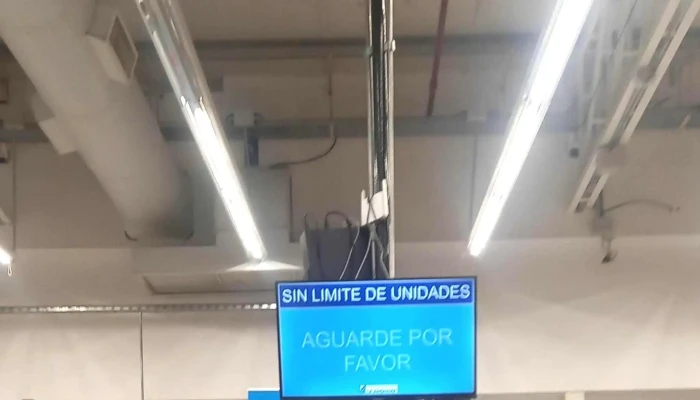 SIN LIMITE DE UNIDADES
AGUARDE POR
FAVOR